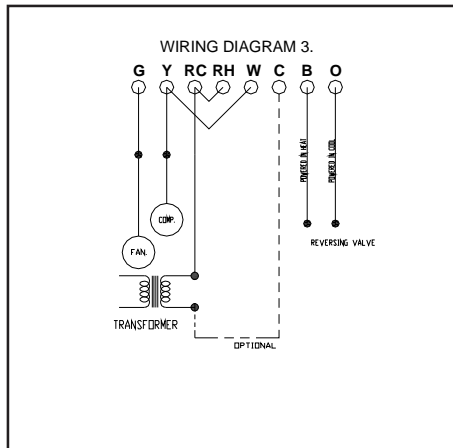 WIRING DIAGRAM 3.
G Y RC RH W C B O
POWERED IN HEAT
POWERED IN COOL
COMP.
REVERSING VALVE
FAN.
TRANSFORMER
OPTIONAL